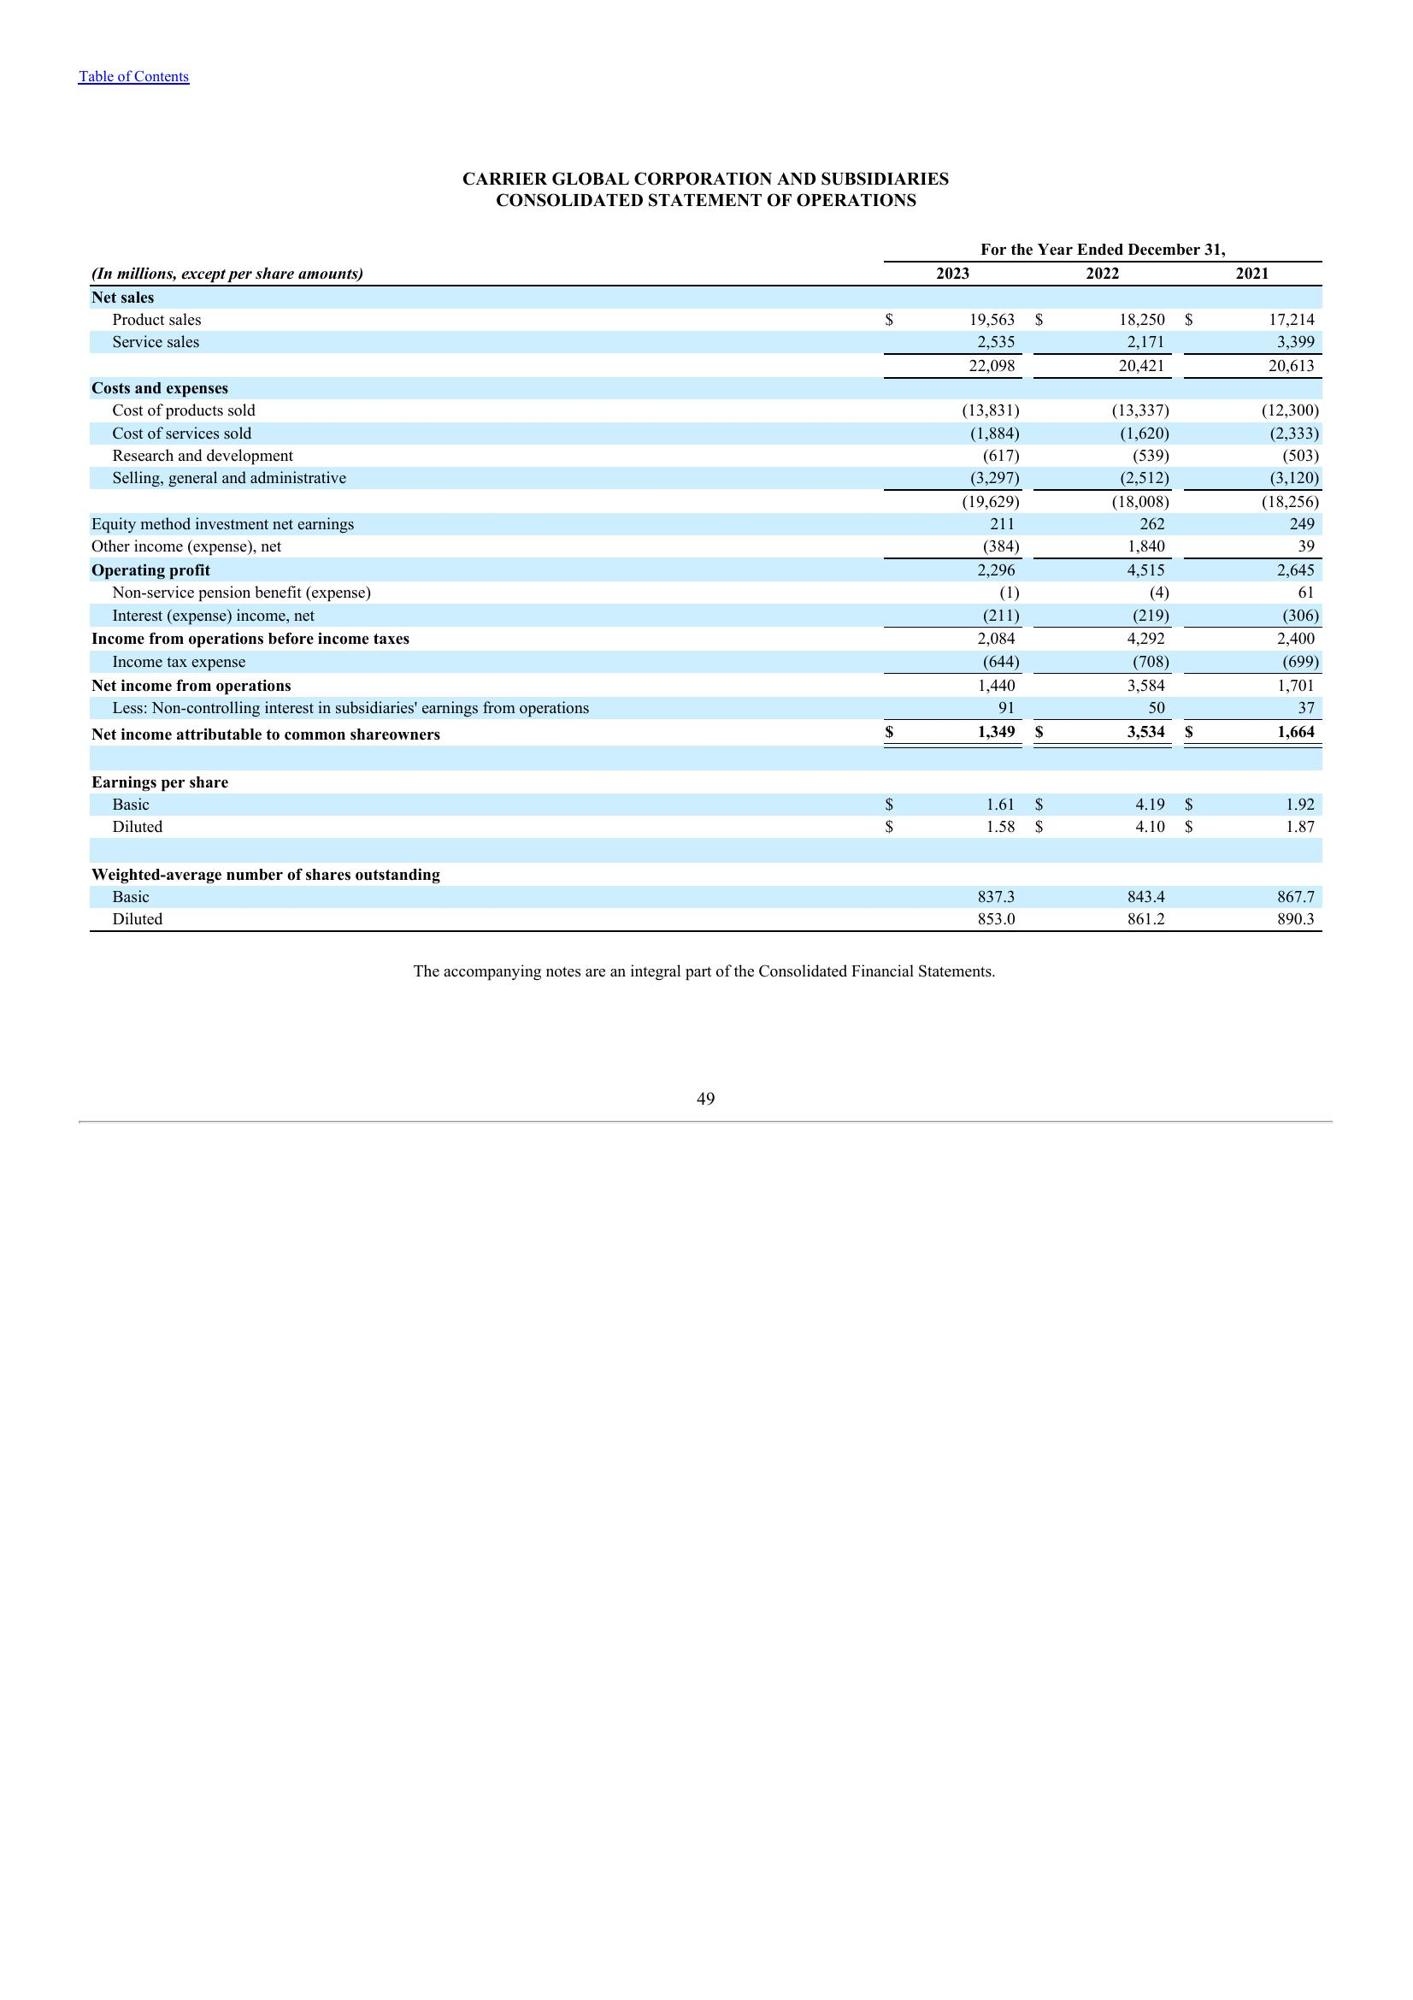 Table of Contents
CARRIER GLOBAL CORPORATION AND SUBSIDIARIES
CONSOLIDATED STATEMENT OF OPERATIONS
For the Year Ended December 31,
(In millions, except per share amounts) 2023 2022 2021
Net sales
Product sales $ 19,563 $ 18,250 $ 17,214
Service sales 2,535 2,171 3,399
22,098 20,421 20,613
Costs and expenses
Cost of products sold (13,831) (13,337) (12,300)
Cost of services sold (1,884) (1,620) (2,333)
Research and development (617) (539) (503)
Selling, general and administrative (3,297) (2,512) (3,120)
(19,629) (18,008) (18,256)
Equity method investment net earnings 211 262 249
Other income (expense), net (384) 1,840 39
Operating profit 2,296 4,515 2,645
Non-service pension benefit (expense) (1) (4) 61
Interest (expense) income, net (211) (219) (306)
Income from operations before income taxes 2,084 4,292 2,400
Income tax expense (644) (708) (699)
Net income from operations 1,440 3,584 1,701
Less: Non-controlling interest in subsidiaries' earnings from operations 91 50 37
Net income attributable to common shareowners $ 1,349 $ 3,534 $ 1,664
Earnings per share
Basic $ 1.61 $ 4.19 $ 1.92
Diluted $ 1.58 $ 4.10 $ 1.87
Weighted-average number of shares outstanding
Basic 837.3 843.4 867.7
Diluted 853.0 861.2 890.3
The accompanying notes are an integral part of the Consolidated Financial Statements.
49